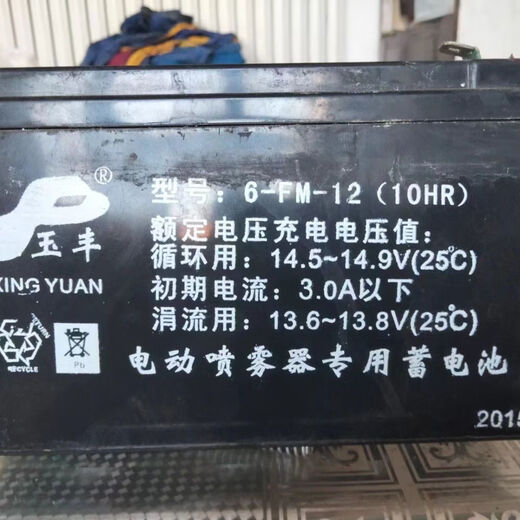 ®
玉丰
XING YUAN
型号：6-FM-12（10HR）
额定电压充电电压值：
循环用：14.5~14.9V(25℃)
初期电流：3.0A以下
涓流用：13.6~13.8V(25℃)
RECYCLE
Pb
电动喷雾器专用蓄电池
2015